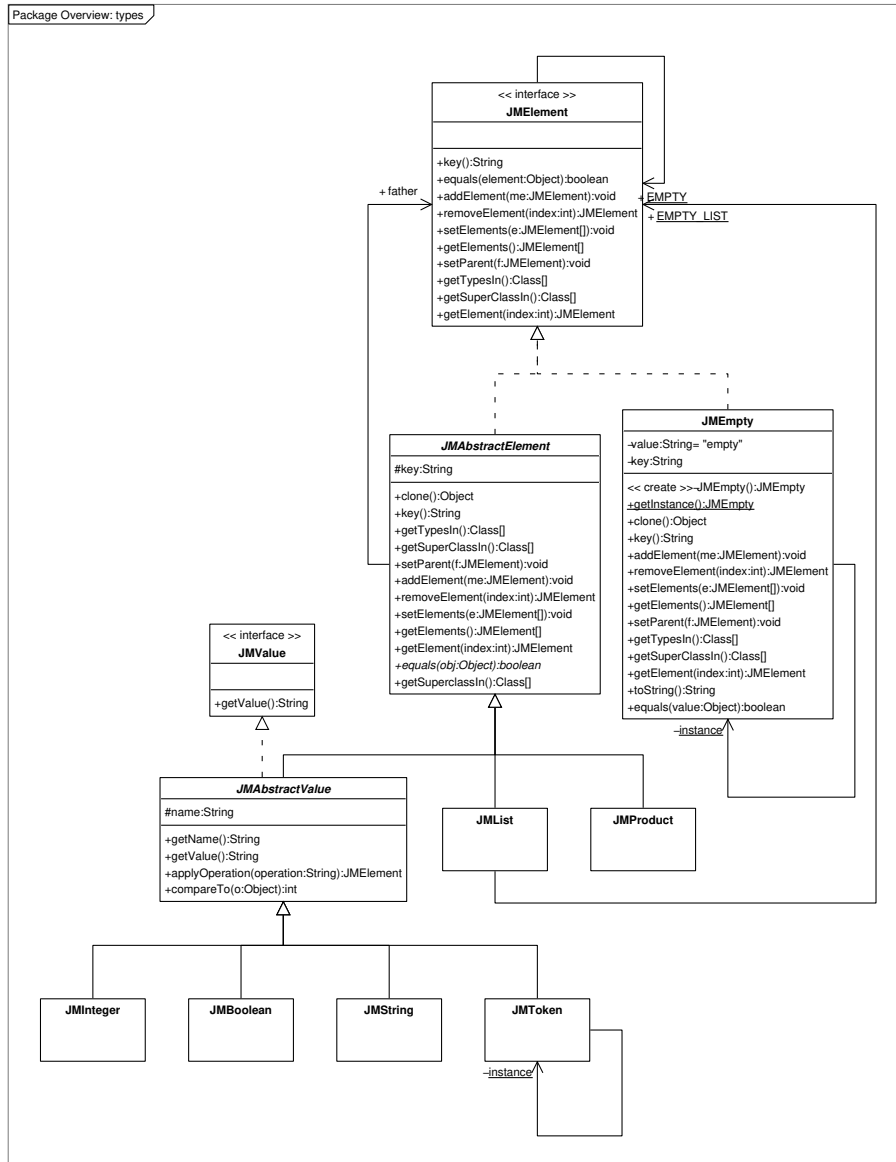 Package Overview: types
<< interface >>
JMElement
+key():String
+equals(element:Object):boolean
+addElement(me:JMElement):void
+removeElement(index:int):JMElement
+setElements(e:JMElement[]):void
+getElements():JMElement[]
+setParent(f:JMElement):void
+getTypesIn():Class[]
+getSuperClassIn():Class[]
+getElement(index:int):JMElement
+ father
+ EMPTY
+ EMPTY_LIST
JMAbstractElement
#key:String
+clone():Object
+key():String
+getTypesIn():Class[]
+getSuperClassIn():Class[]
+setParent(f:JMElement):void
+addElement(me:JMElement):void
+removeElement(index:int):JMElement
+setElements(e:JMElement[]):void
+getElements():JMElement[]
+getElement(index:int):JMElement
+equals(obj:Object):boolean
+getSuperclassIn():Class[]
JMEmpty
-value:String= "empty"
-key:String
<< create >>-JMEmpty():JMEmpty
+getInstance():JMEmpty
+clone():Object
+key():String
+addElement(me:JMElement):void
+removeElement(index:int):JMElement
+setElements(e:JMElement[]):void
+getElements():JMElement[]
+setParent(f:JMElement):void
+getTypesIn():Class[]
+getSuperClassIn():Class[]
+getElement(index:int):JMElement
+toString():String
+equals(value:Object):boolean
-instance
<< interface >>
JMValue
+getValue():String
JMAbstractValue
#name:String
+getName():String
+getValue():String
+applyOperation(operation:String):JMElement
+compareTo(o:Object):int
JMList
JMProduct
JMInteger
JMBoolean
JMString
JMToken
-instance